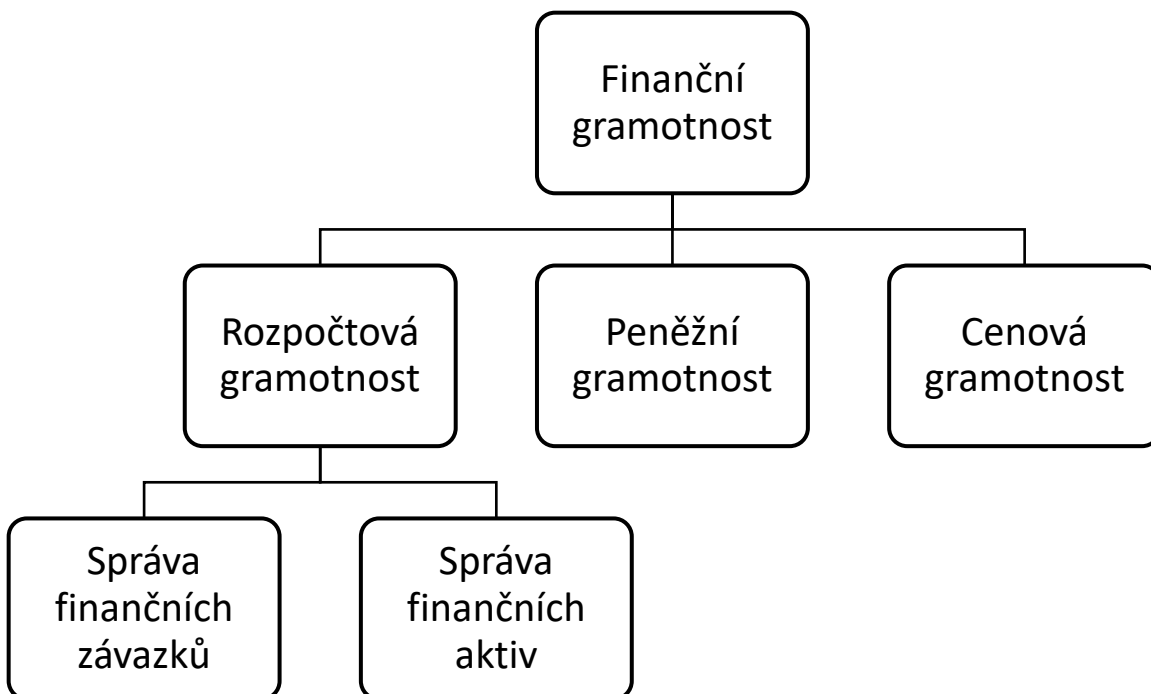 Finanční
gramotnost
Rozpočtová
gramotnost
Peněžní
gramotnost
Cenová
gramotnost
Správa
finančních
závazků
Správa
finančních
aktiv